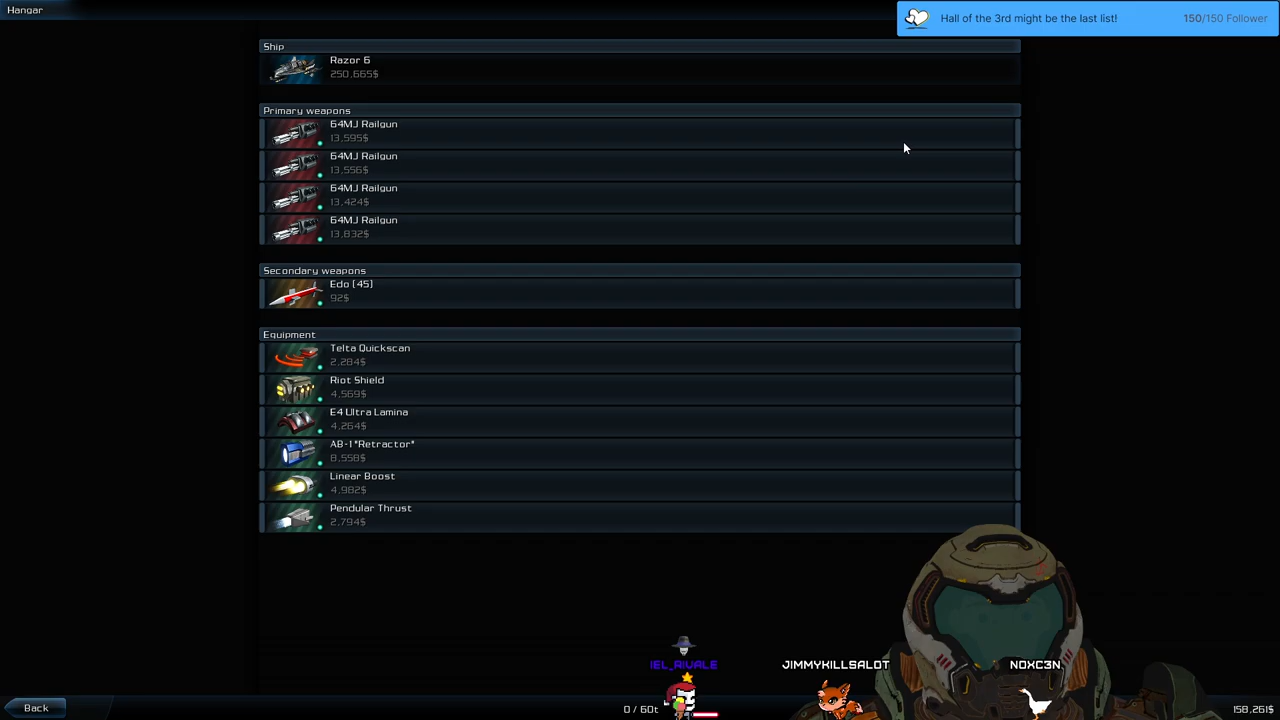 Hangar
Hall of the 3rd might be the last list!
150/150 Follower
Ship
Razor 6
250,665$
Primary weapons
64MJ Railgun
13,595$
64MJ Railgun
13,556$
64MJ Railgun
13,424$
64MJ Railgun
13,832$
Secondary weapons
Edo (45)
92$
Equipment
Telta Quickscan
2,284$
Riot Shield
4,569$
E4 Ultra Lamina
4,264$
AB-1 "Retractor"
8,558$
Linear Boost
4,982$
Pendular Thrust
2,794$
IEL_RIVALE
JIMMYKILLSALOT
N0XC3N
Back
0 / 60t
158,261$